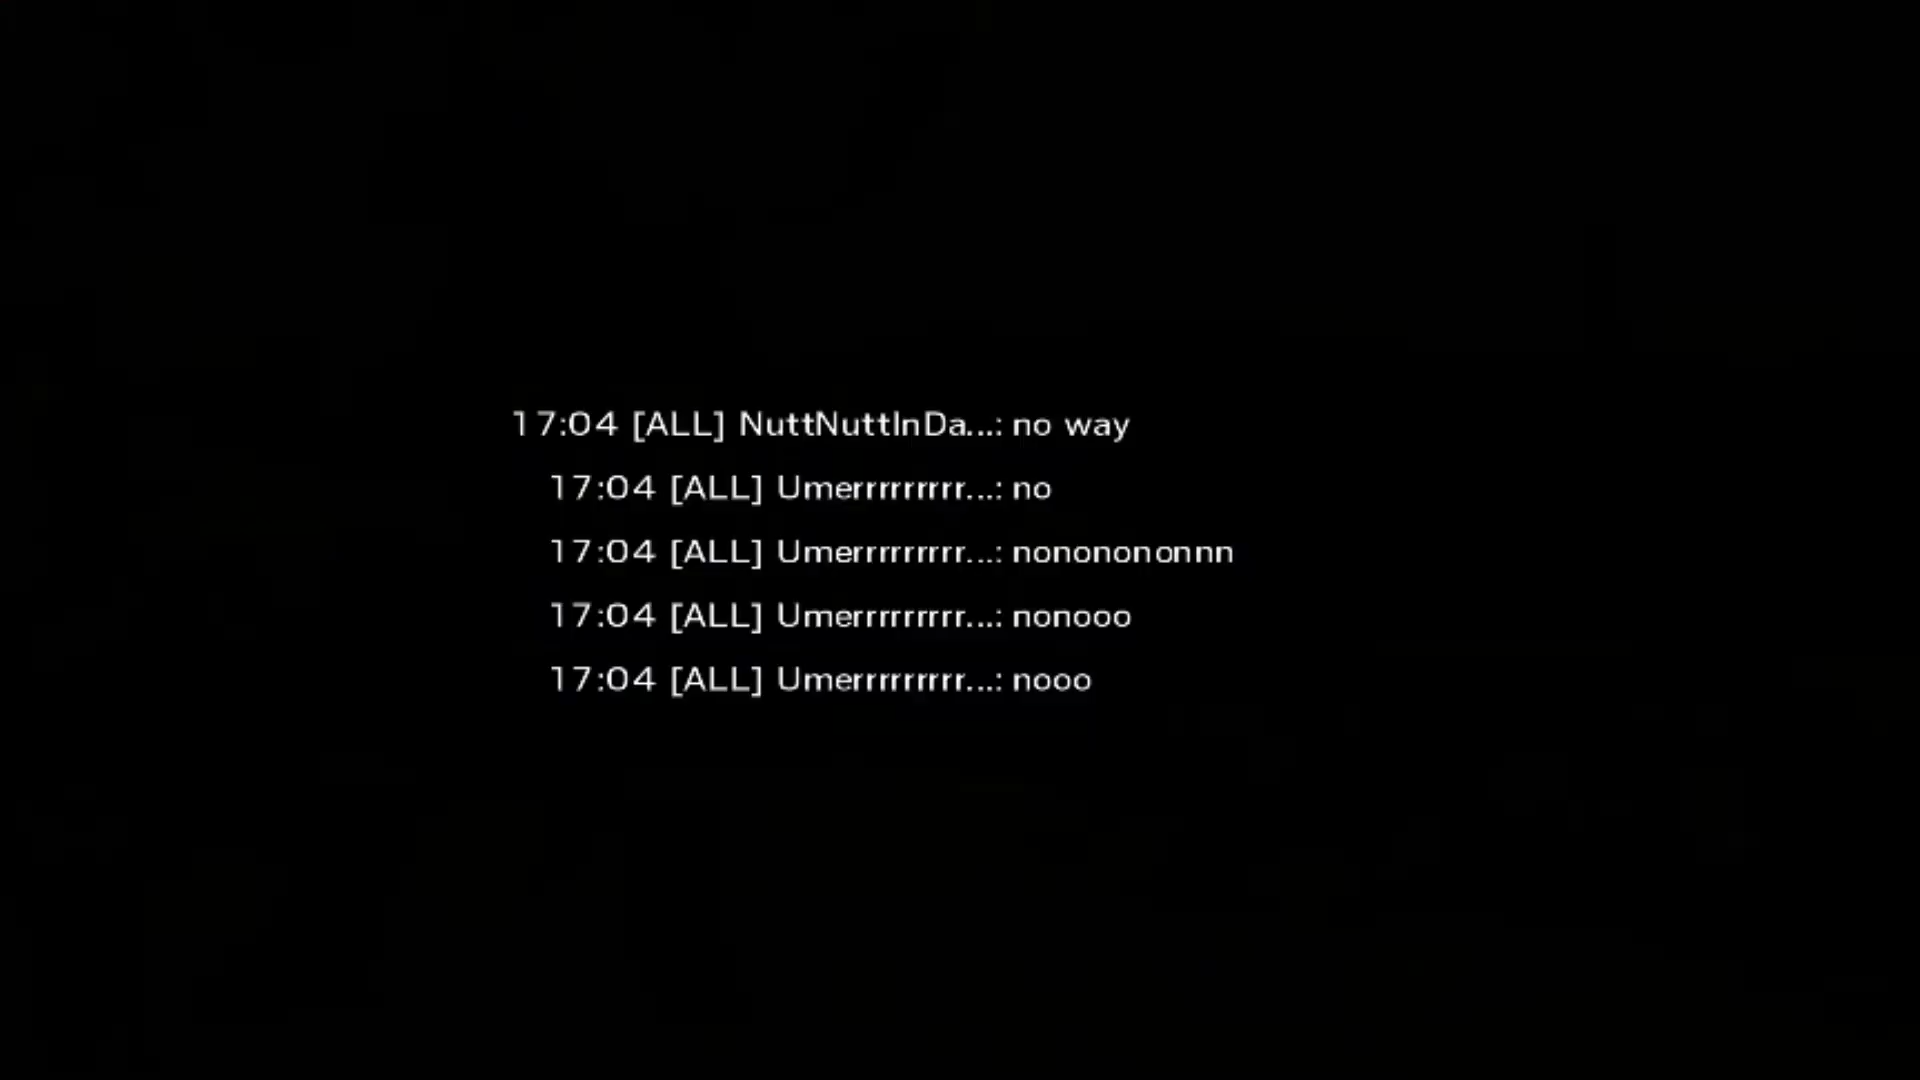 17:04 [ALL] NuttNuttInDa...: no way
17:04 [ALL] Umerrrrrrrrr...: no
17:04 [ALL] Umerrrrrrrrr...: nononononnn
17:04 [ALL] Umerrrrrrrrr...: nonooo
17:04 [ALL] Umerrrrrrrrr...: nooo